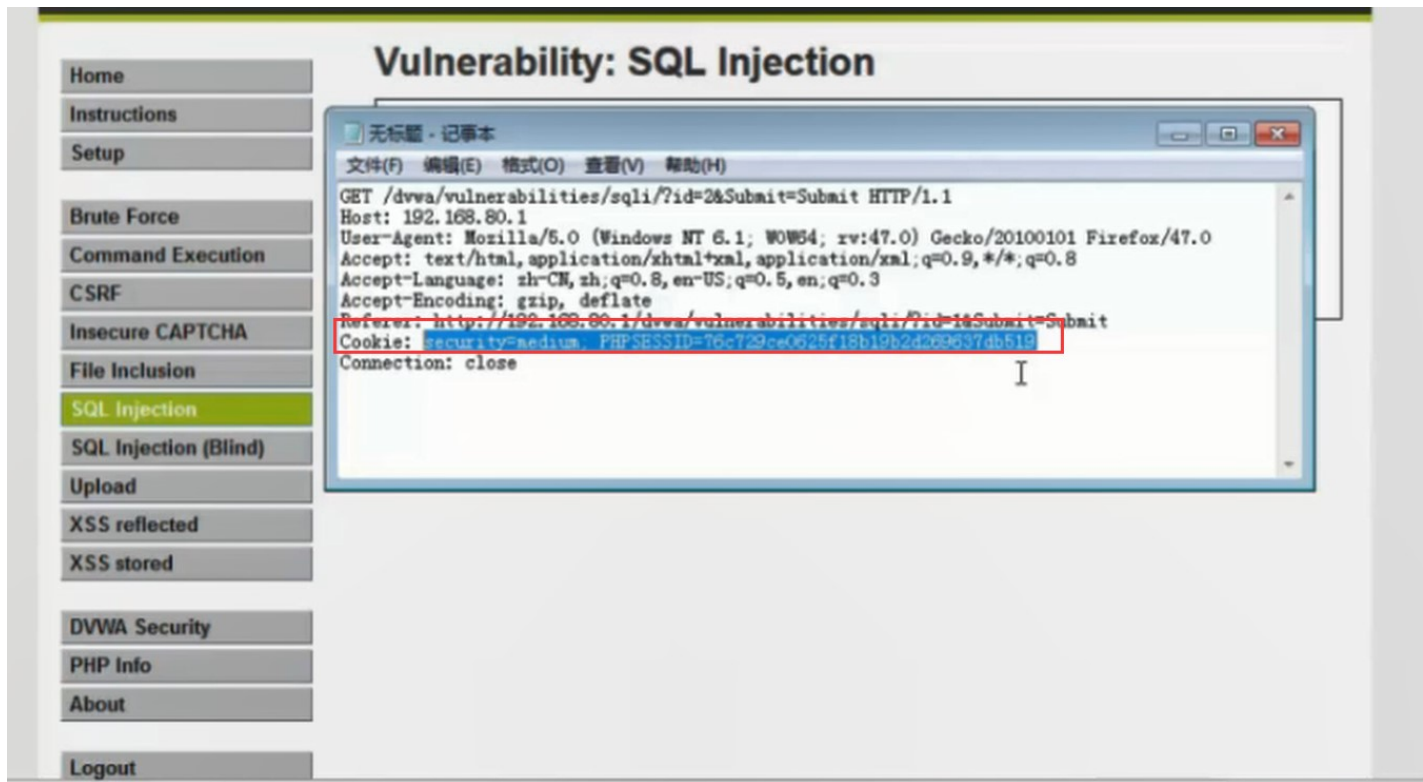 Vulnerability: SQL Injection
Home
Instructions
Setup
Brute Force
Command Execution
CSRF
Insecure CAPTCHA
File Inclusion
SQL Injection
SQL Injection (Blind)
Upload
XSS reflected
XSS stored
DVWA Security
PHP Info
About
Logout
无标题 - 记事本
文件(F) 编辑(E) 格式(O) 查看(V) 帮助(H)
GET /dvwa/vulnerabilities/sqli/?id=2&Submit=Submit HTTP/1.1
Host: 192.168.80.1
User-Agent: Mozilla/5.0 (Windows NT 6.1; WOW64; rv:47.0) Gecko/20100101 Firefox/47.0
Accept: text/html,application/xhtml+xml,application/xml;q=0.9,*/*;q=0.8
Accept-Language: zh-CN,zh;q=0.8,en-US;q=0.5,en;q=0.3
Accept-Encoding: gzip, deflate
Referer: http://192.168.80.1/dvwa/vulnerabilities/sqli/?id=1&Submit=Submit
Cookie: security=medium; PHPSESSID=76c729ce0625f18b19b2d269637db519
Connection: close